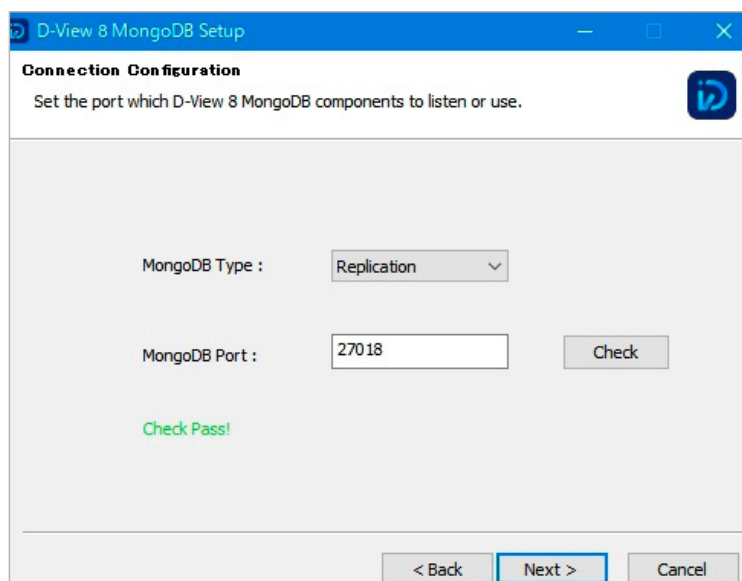 D-View 8 MongoDB Setup
Connection Configuration
Set the port which D-View 8 MongoDB components to listen or use.
MongoDB Type :
Replication
MongoDB Port :
27018
Check
Check Pass!
< Back
Next >
Cancel